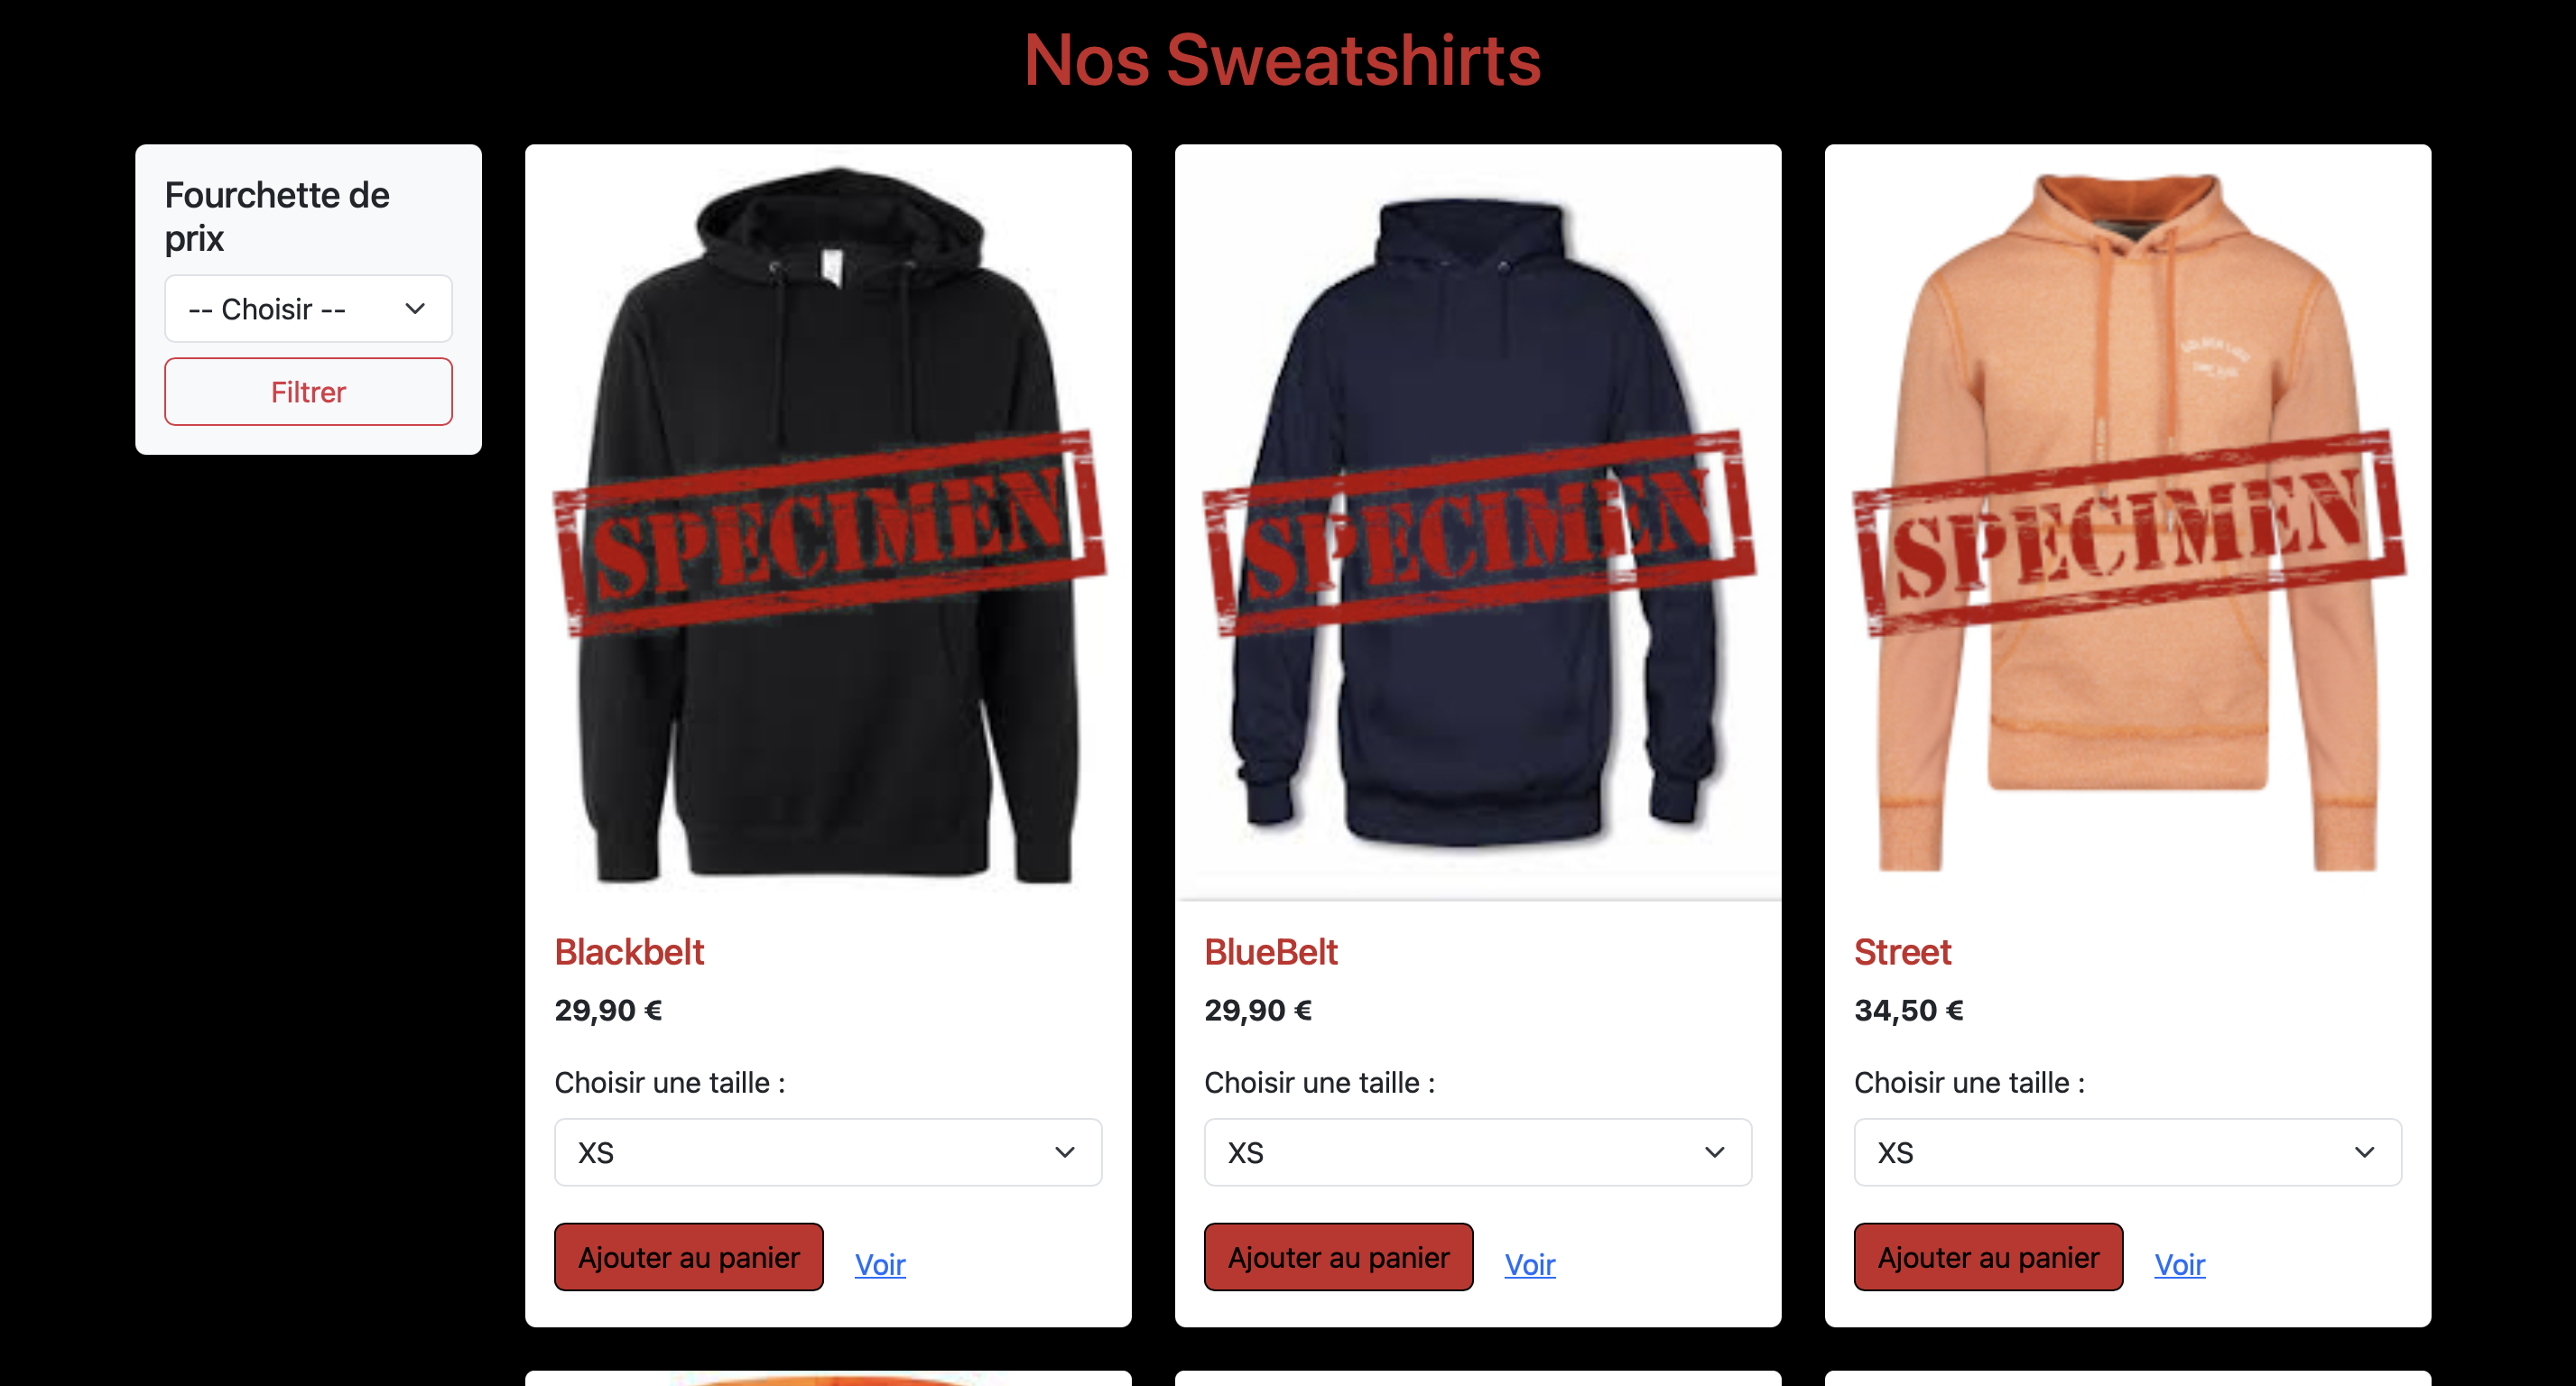 Nos Sweatshirts
Fourchette de
prix
-- Choisir --
Filtrer
SPECIMEN
SPECIMEN
SPECIMEN
Blackbelt
29,90 €
Choisir une taille :
XS
Ajouter au panier
Voir
BlueBelt
29,90 €
Choisir une taille :
XS
Ajouter au panier
Voir
Street
34,50 €
Choisir une taille :
XS
Ajouter au panier
Voir